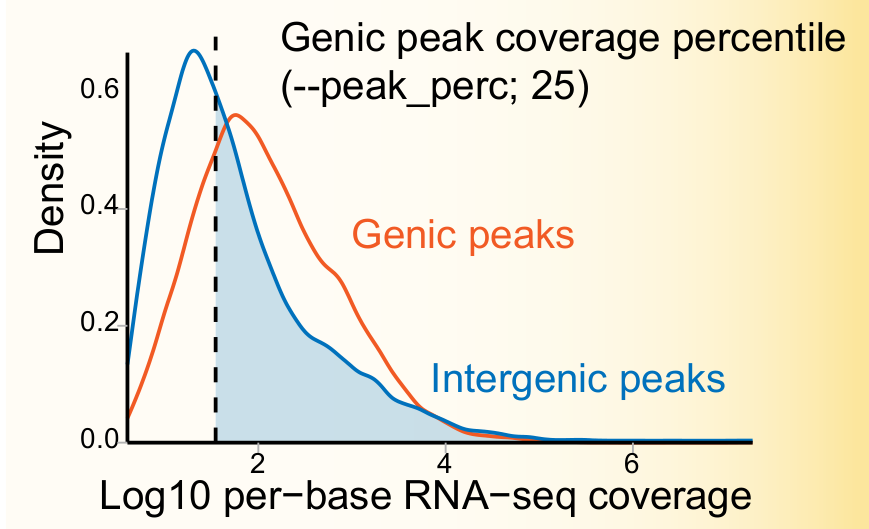 Genic peak coverage percentile
(--peak_perc; 25)
Density
0.6
0.4
0.2
0.0
Genic peaks
Intergenic peaks
2 4 6
Log10 per−base RNA−seq coverage